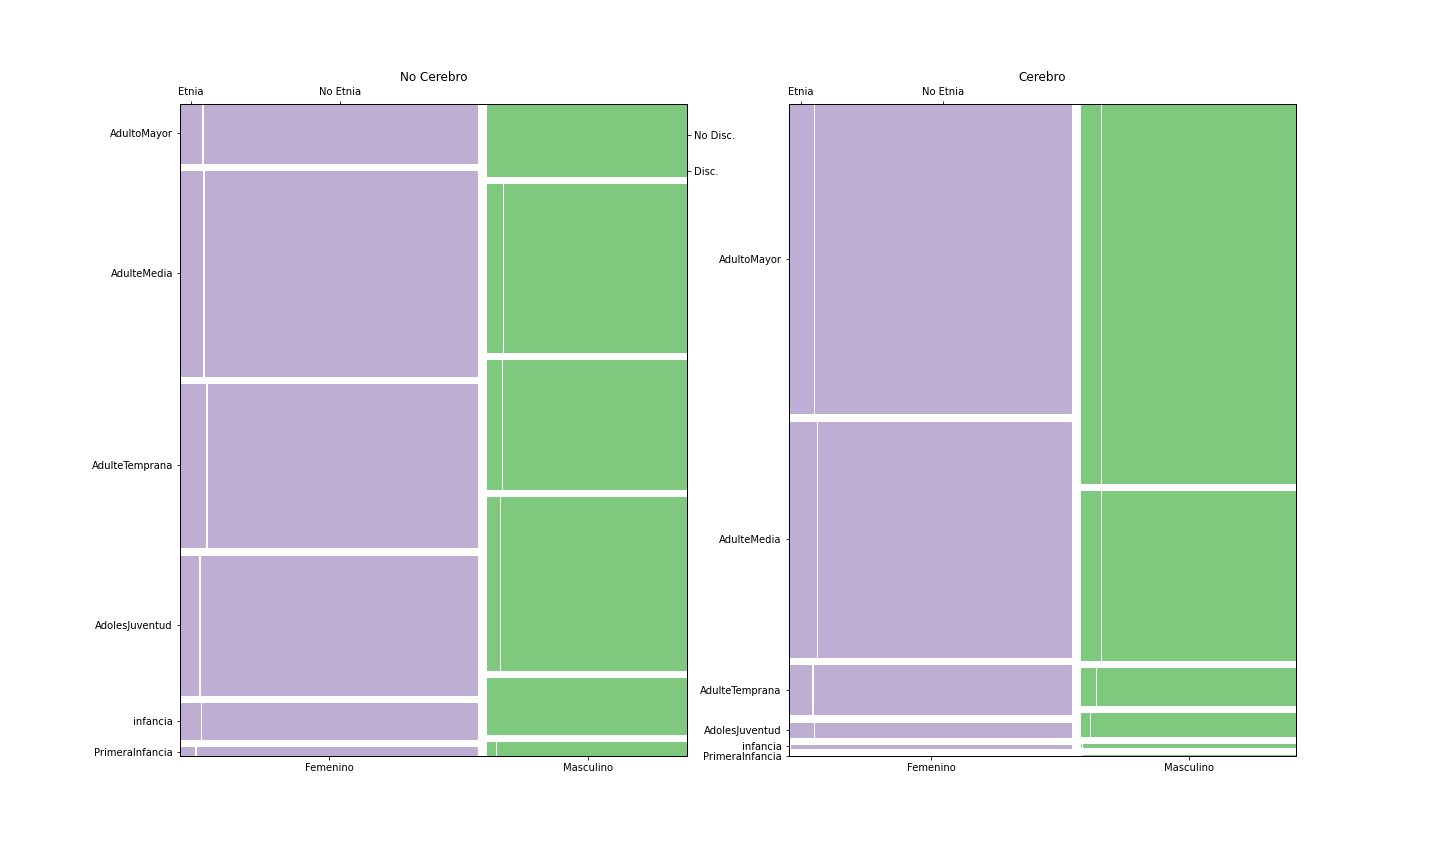 No Cerebro
Etnia No Etnia
AdultoMayor
AdulteMedia
AdulteTemprana
AdolesJuventud
infancia
PrimeraInfancia
No Disc.
Disc.
Femenino Masculino
Cerebro
Etnia No Etnia
AdultoMayor
AdulteMedia
AdulteTemprana
AdolesJuventud
infancia
PrimeraInfancia
Femenino Masculino